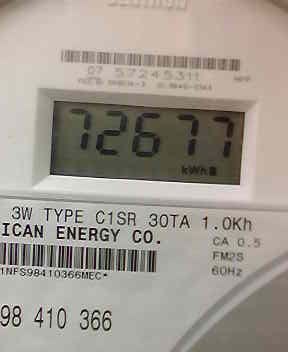 07 57245311
72677
kWh
3W TYPE C1SR 30TA 1.0Kh
ICAN ENERGY CO.
CA 0.5
FM2S
60Hz
1NFS98410366MEC*
98 410 366